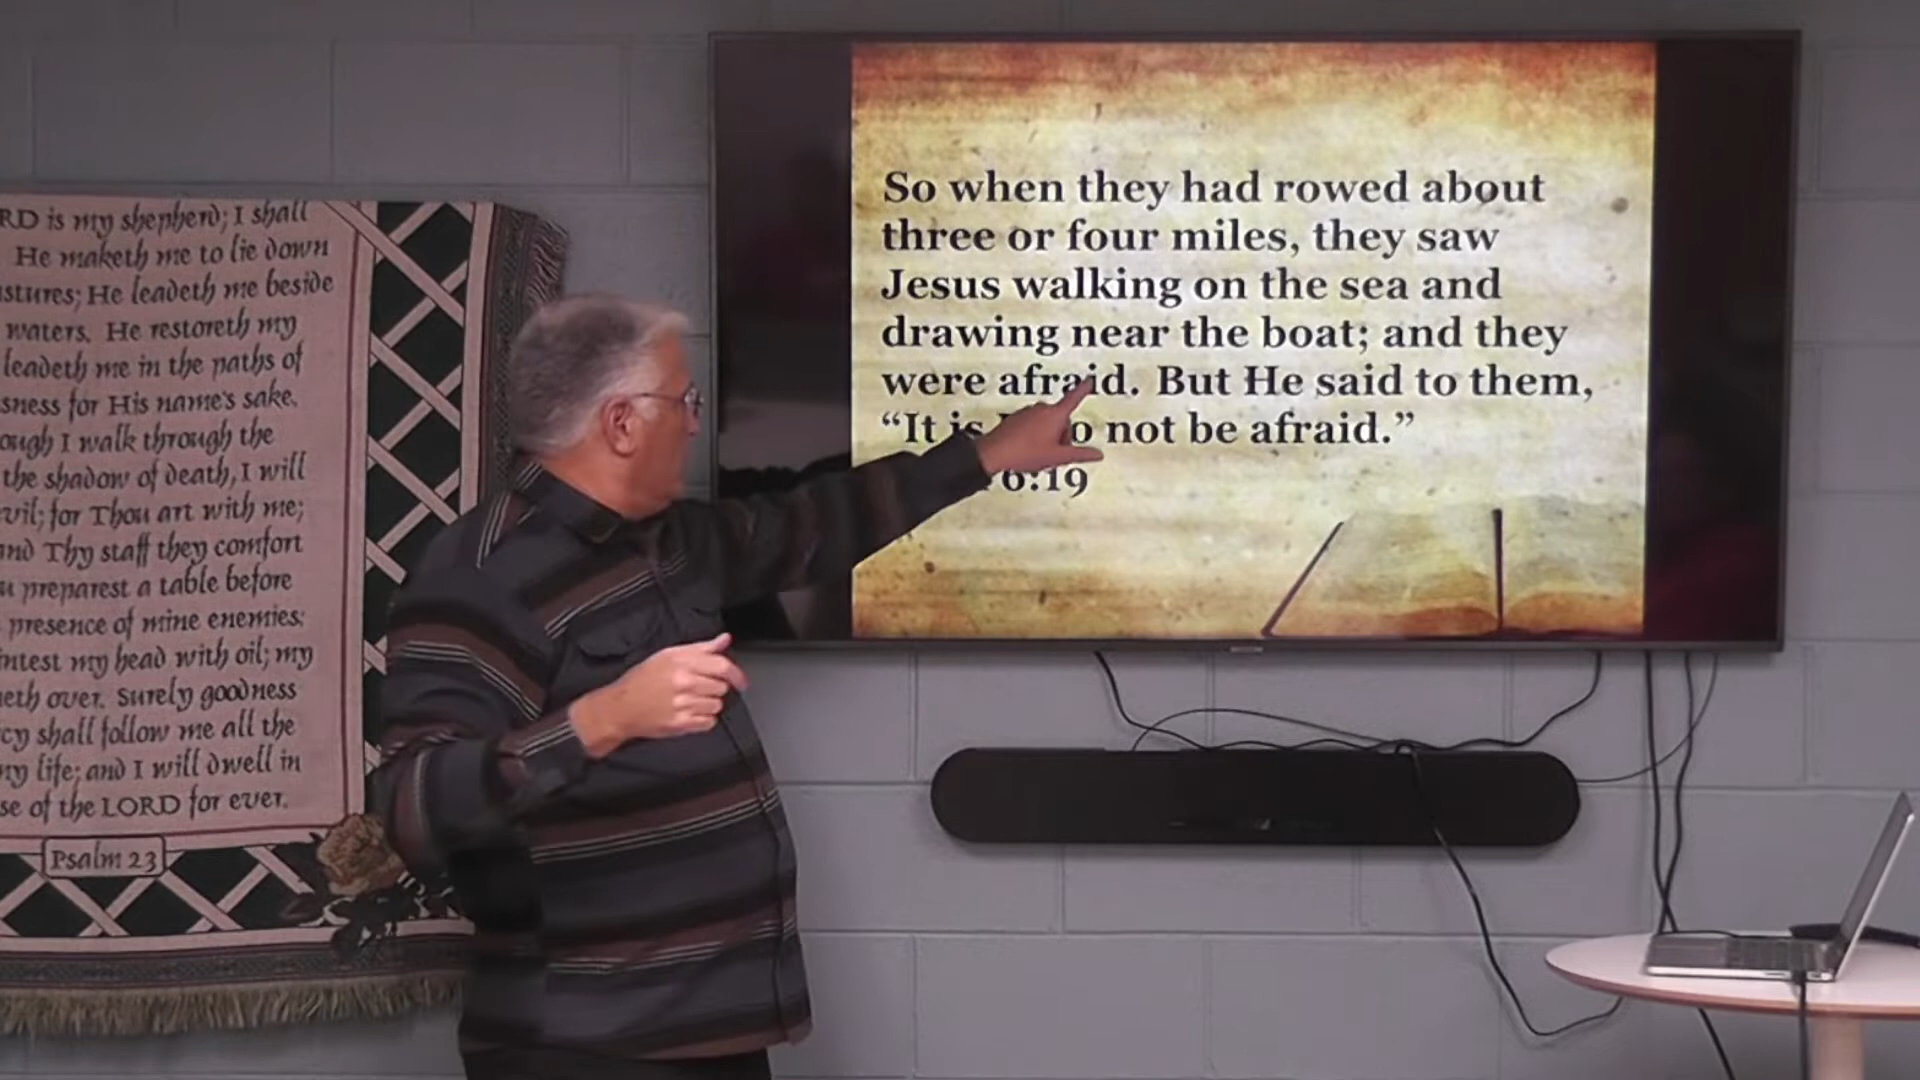 RD is my shepherd; I shall
He maketh me to lie down
stures; He leadeth me beside
waters. He restoreth my
leadeth me in the paths of
sness for His name's sake.
ough I walk through the
the shadow of death, I will
evil; for Thou art with me;
and Thy staff they comfort
u preparest a table before
presence of mine enemies;
intest my head with oil; my
neth over. Surely goodness
cy shall follow me all the
my life; and I will dwell in
se of the LORD for ever.
Psalm 23
So when they had rowed about
three or four miles, they saw
Jesus walking on the sea and
drawing near the boat; and they
were afraid. But He said to them,
“It is not be afraid.”
6:19